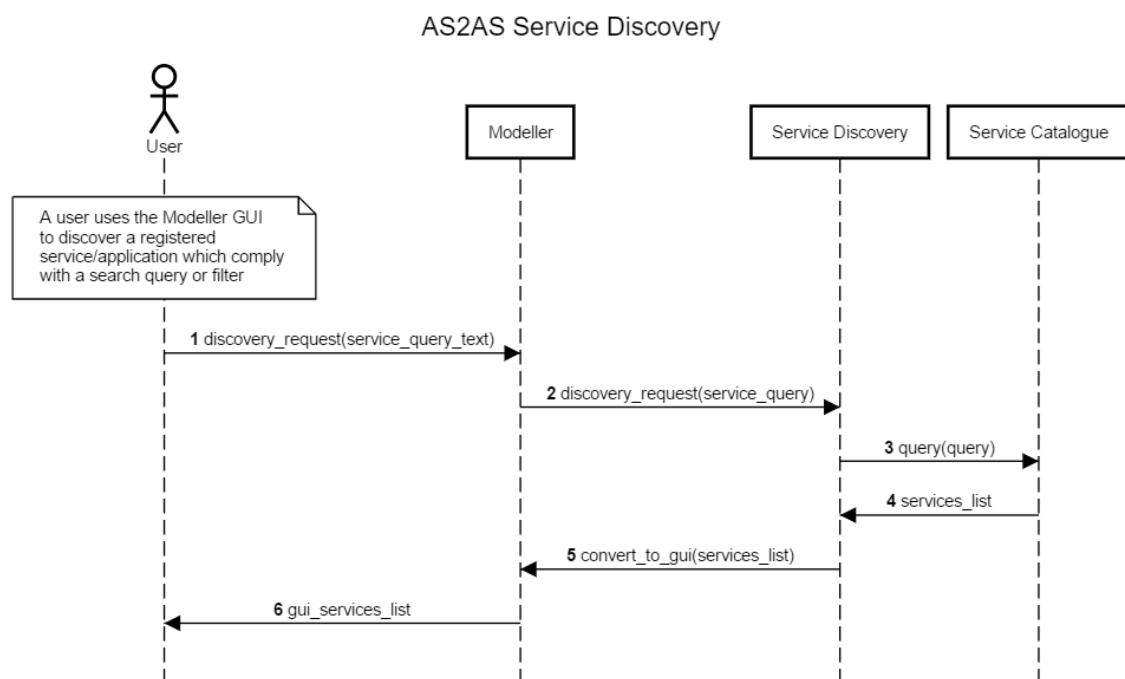 AS2AS Service Discovery
User
Modeller
Service Discovery
Service Catalogue
A user uses the Modeller GUI
to discover a registered
service/application which comply
with a search query or filter
1 discovery_request(service_query_text)
2 discovery_request(service_query)
3 query(query)
4 services_list
5 convert_to_gui(services_list)
6 gui_services_list